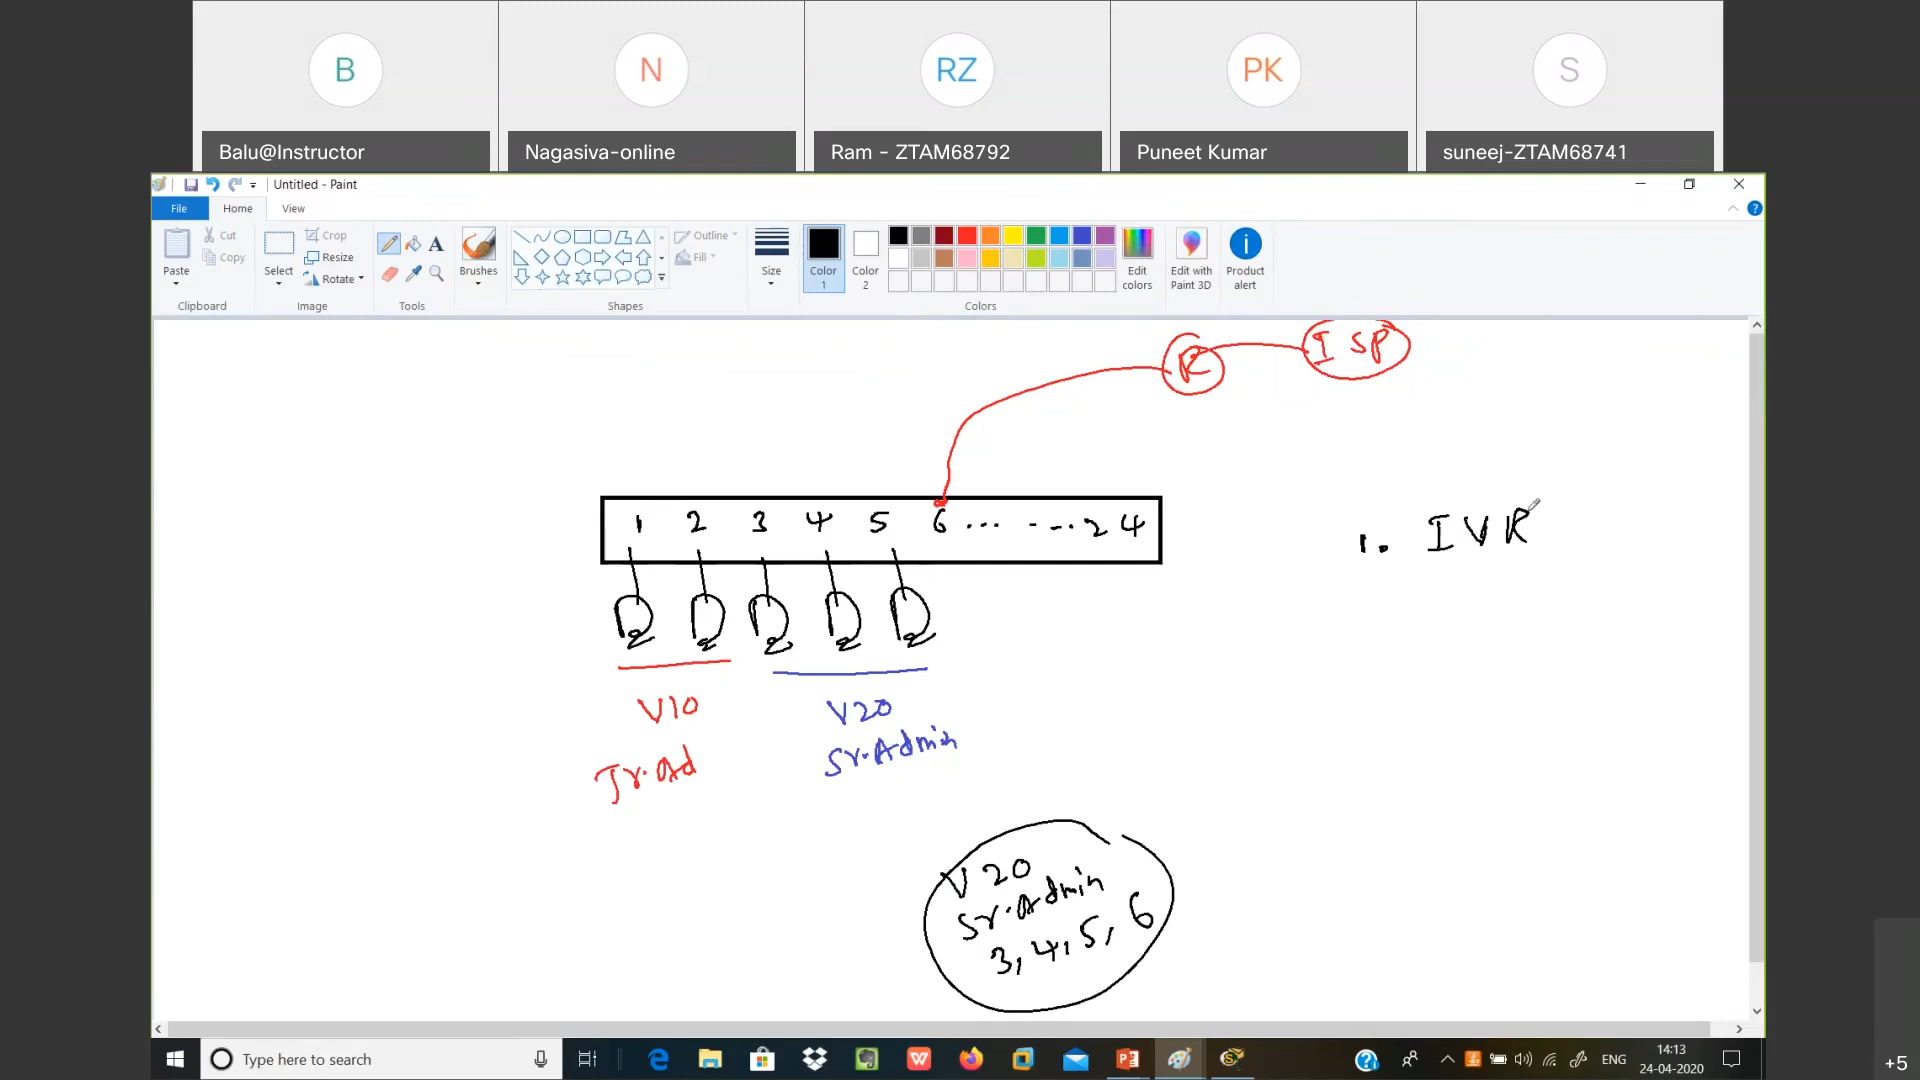 B N RZ PK S
Balu@Instructor Nagasiva-online Ram - ZTAM68792 Puneet Kumar suneej-ZTAM68741
Untitled - Paint
File Home View
Paste Cut Copy Select Crop Resize Rotate A Brushes Outline Fill Size Color 1 Color 2 Edit colors Edit with Paint 3D Product alert
Clipboard Image Tools Shapes Colors
R ISP
1 2 3 4 5 6 ... - - .. 24
1. IVR
V10 V20
Jr.Ad Sr.Admin
V20
Sr.Admin
3, 4, 5, 6
Type here to search
ENG 14:13
24-04-2020
+5